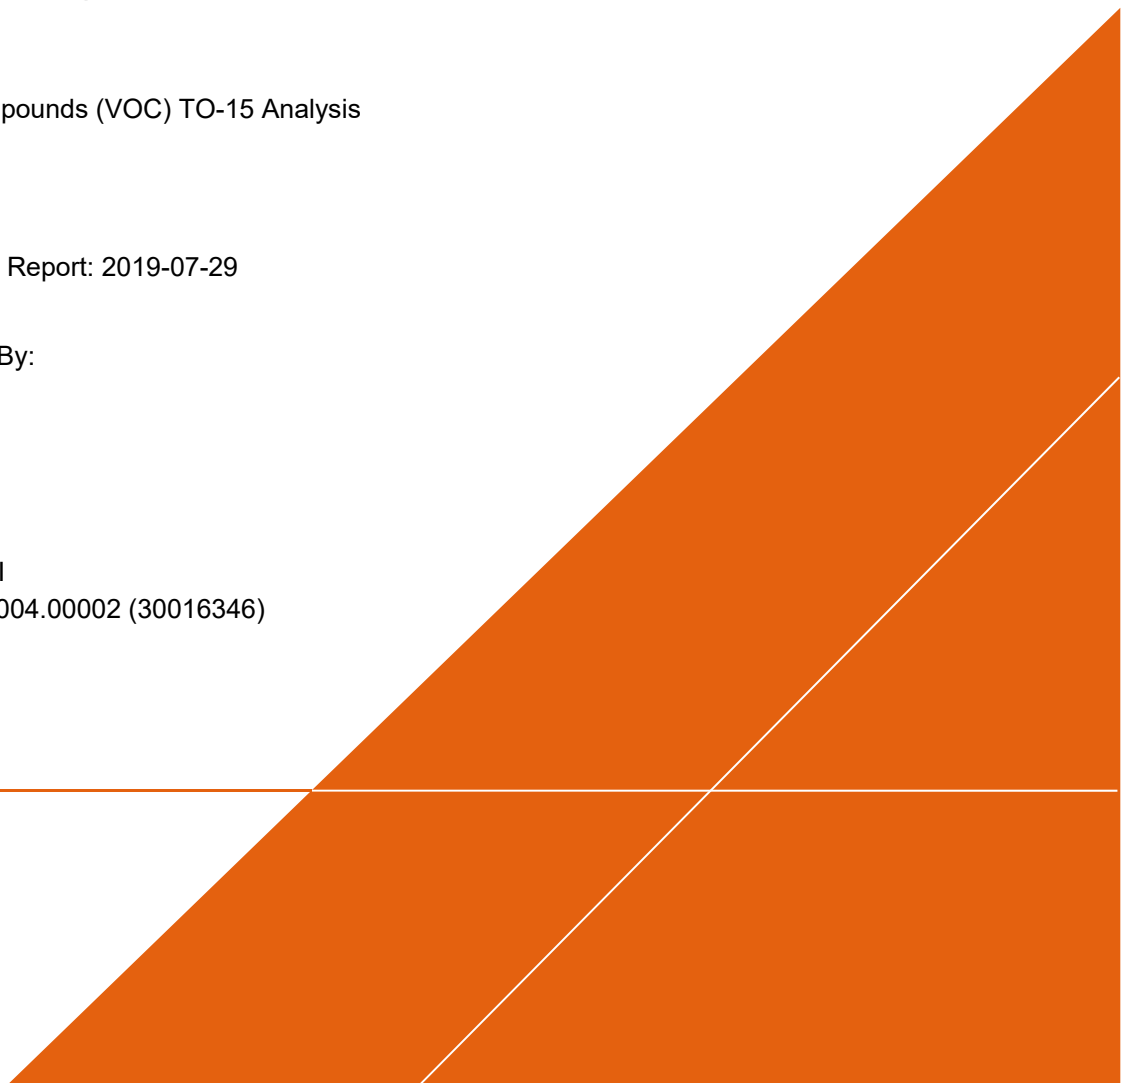 pounds (VOC) TO-15 Analysis
Report: 2019-07-29
By:
004.00002 (30016346)